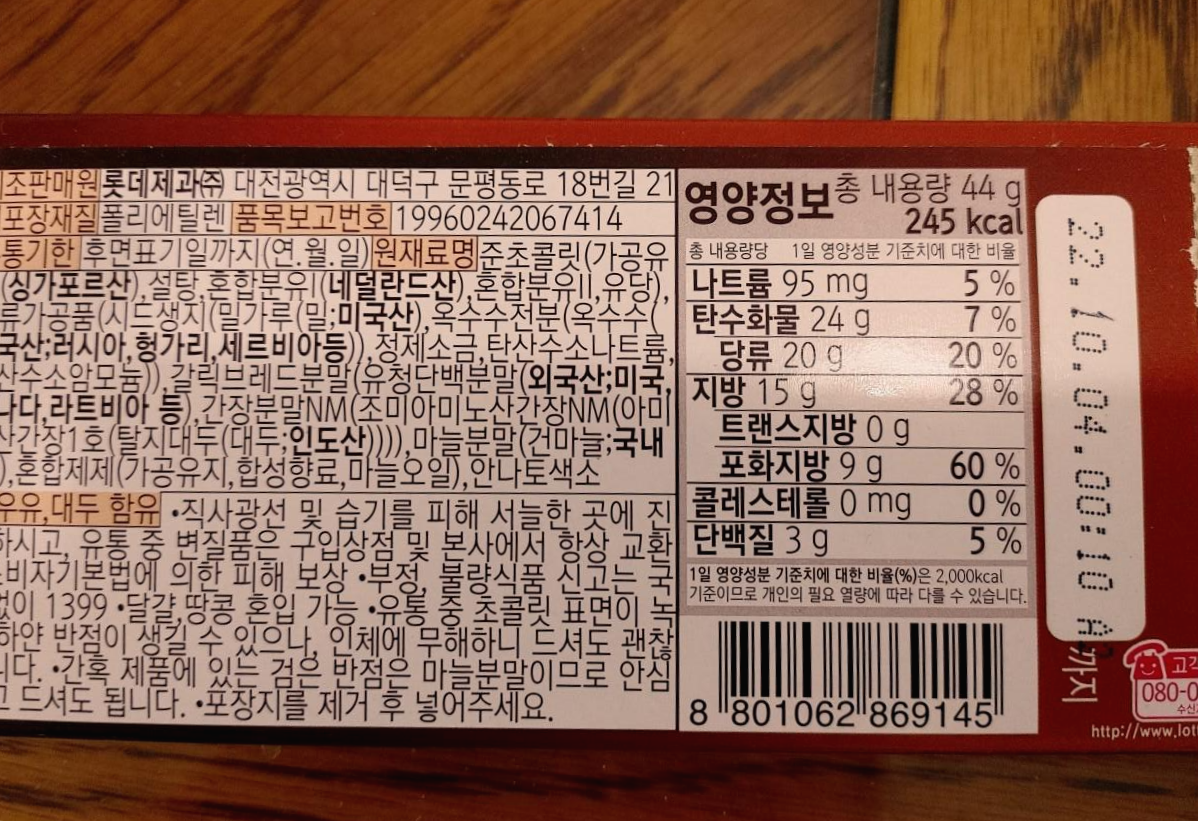 조판매원 롯데제과㈜ 대전광역시 대덕구 문평동로 18번길 21
포장재질 폴리에틸렌 품목보고번호 19960242067414
통기한 후면표기일까지(연.월.일) 원재료명 준초콜릿(가공유
(싱가포르산),설탕,혼합분유I(네덜란드산),혼합분유II,유당),
류가공품(시드생지(밀가루(밀;미국산),옥수수전분(옥수수(
국산;러시아,헝가리,세르비아등)),정제소금,탄산수소나트륨,
산수소암모늄)),갈릭브레드분말(유청단백분말(외국산;미국,
나다,라트비아 등),간장분말NM(조미아미노산간장NM(아미
산간장1호(탈지대두(대두;인도산)))),마늘분말(건마늘;국내
),혼합제제(가공유지,합성향료,마늘오일),안나토색소
우유,대두 함유 •직사광선 및 습기를 피해 서늘한 곳에 진
하시고, 유통 중 변질품은 구입상점 및 본사에서 항상 교환
비자기본법에 의한 피해 보상 •부정, 불량식품 신고는 국
없이 1399 •달걀,땅콩 혼입 가능 •유통 중 초콜릿 표면이 녹
하얀 반점이 생길 수 있으나, 인체에 무해하니 드셔도 괜찮
니다. •간혹 제품에 있는 검은 반점은 마늘분말이므로 안심
고 드셔도 됩니다. •포장지를 제거 후 넣어주세요.
영양정보 총 내용량 44 g
245 kcal
총 내용량당 1일 영양성분 기준치에 대한 비율
나트륨 95 mg 5 %
탄수화물 24 g 7 %
당류 20 g 20 %
지방 15 g 28 %
트랜스지방 0 g
포화지방 9 g 60 %
콜레스테롤 0 mg 0 %
단백질 3 g 5 %
1일 영양성분 기준치에 대한 비율(%)은 2,000kcal
기준이므로 개인의 필요 열량에 따라 다를 수 있습니다.
8 801062 869145
22.10.04.00:10 A
까지
고객
080-0
수신
http://www.lot